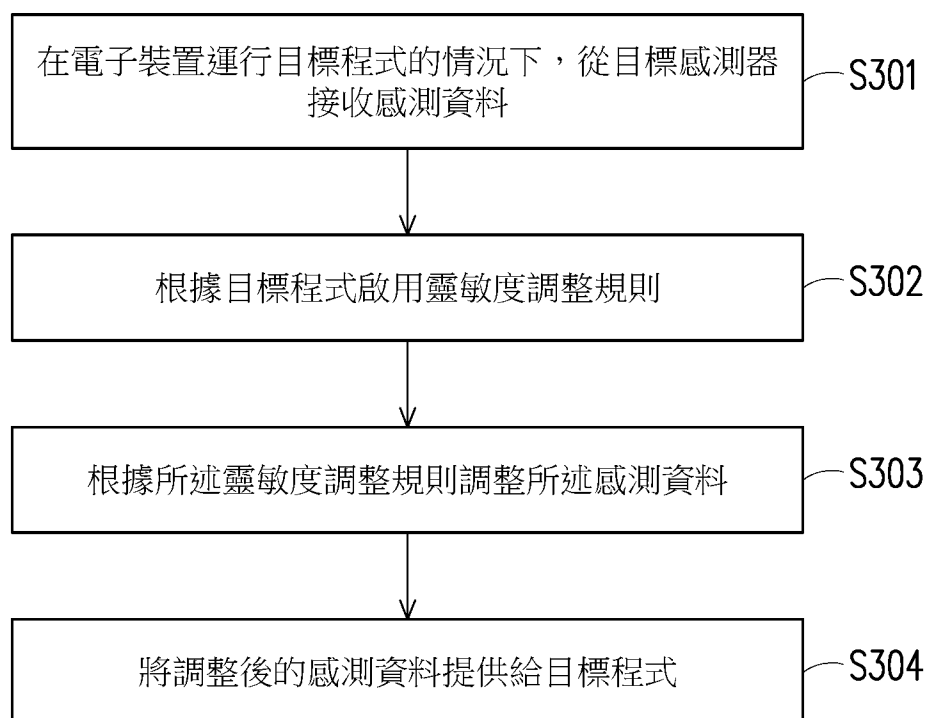 在電子裝置運行目標程式的情況下，從目標感測器
接收感測資料
S301
根據目標程式啟用靈敏度調整規則
S302
根據所述靈敏度調整規則調整所述感測資料
S303
將調整後的感測資料提供給目標程式
S304